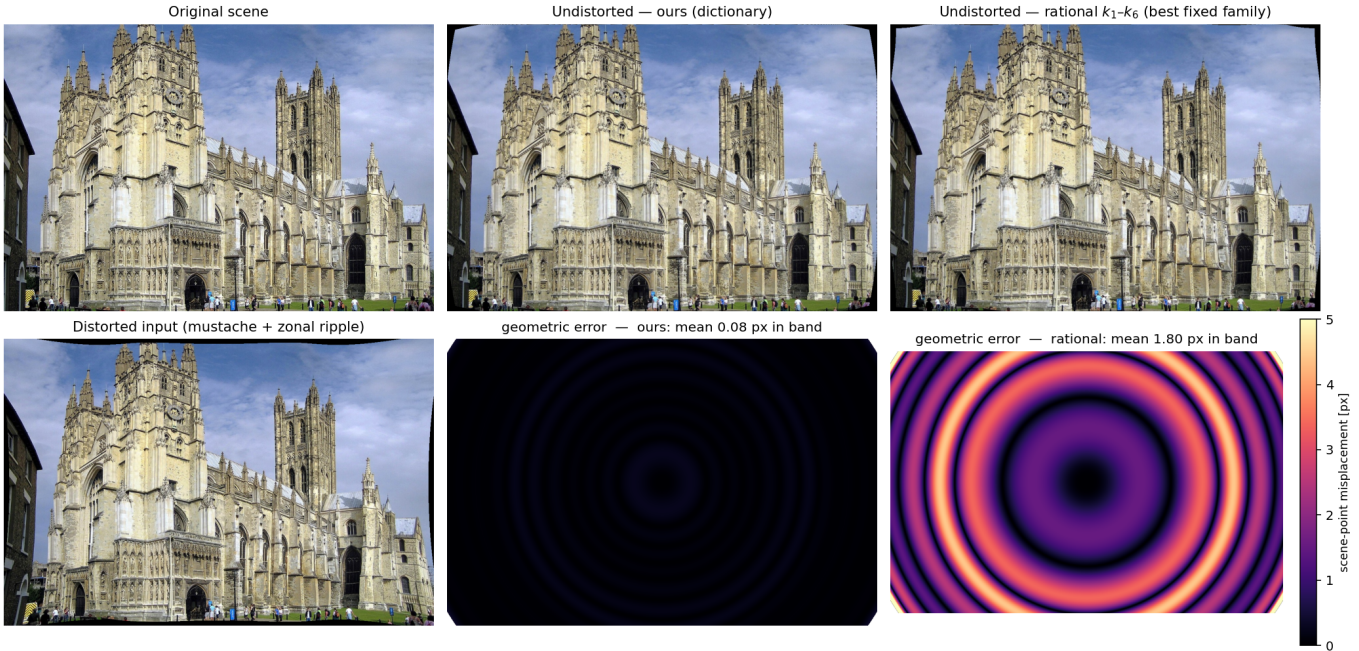 Original scene
Undistorted — ours (dictionary)
Undistorted — rational k₁–k₆ (best fixed family)
Distorted input (mustache + zonal ripple)
geometric error — ours: mean 0.08 px in band
geometric error — rational: mean 1.80 px in band
5
4
3
2
1
0
scene-point misplacement [px]